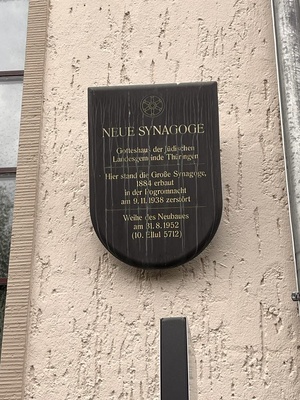 NEUE SYNAGOGE
Gotteshaus der Jüdischen
Landesgemeinde Thüringen
Hier stand die Große Synagoge,
1884 erbaut
in der Pogromnacht
am 9.11.1938 zerstört
Weihe des Neubaues
am 31.8.1952
(10. Ellul 5712)